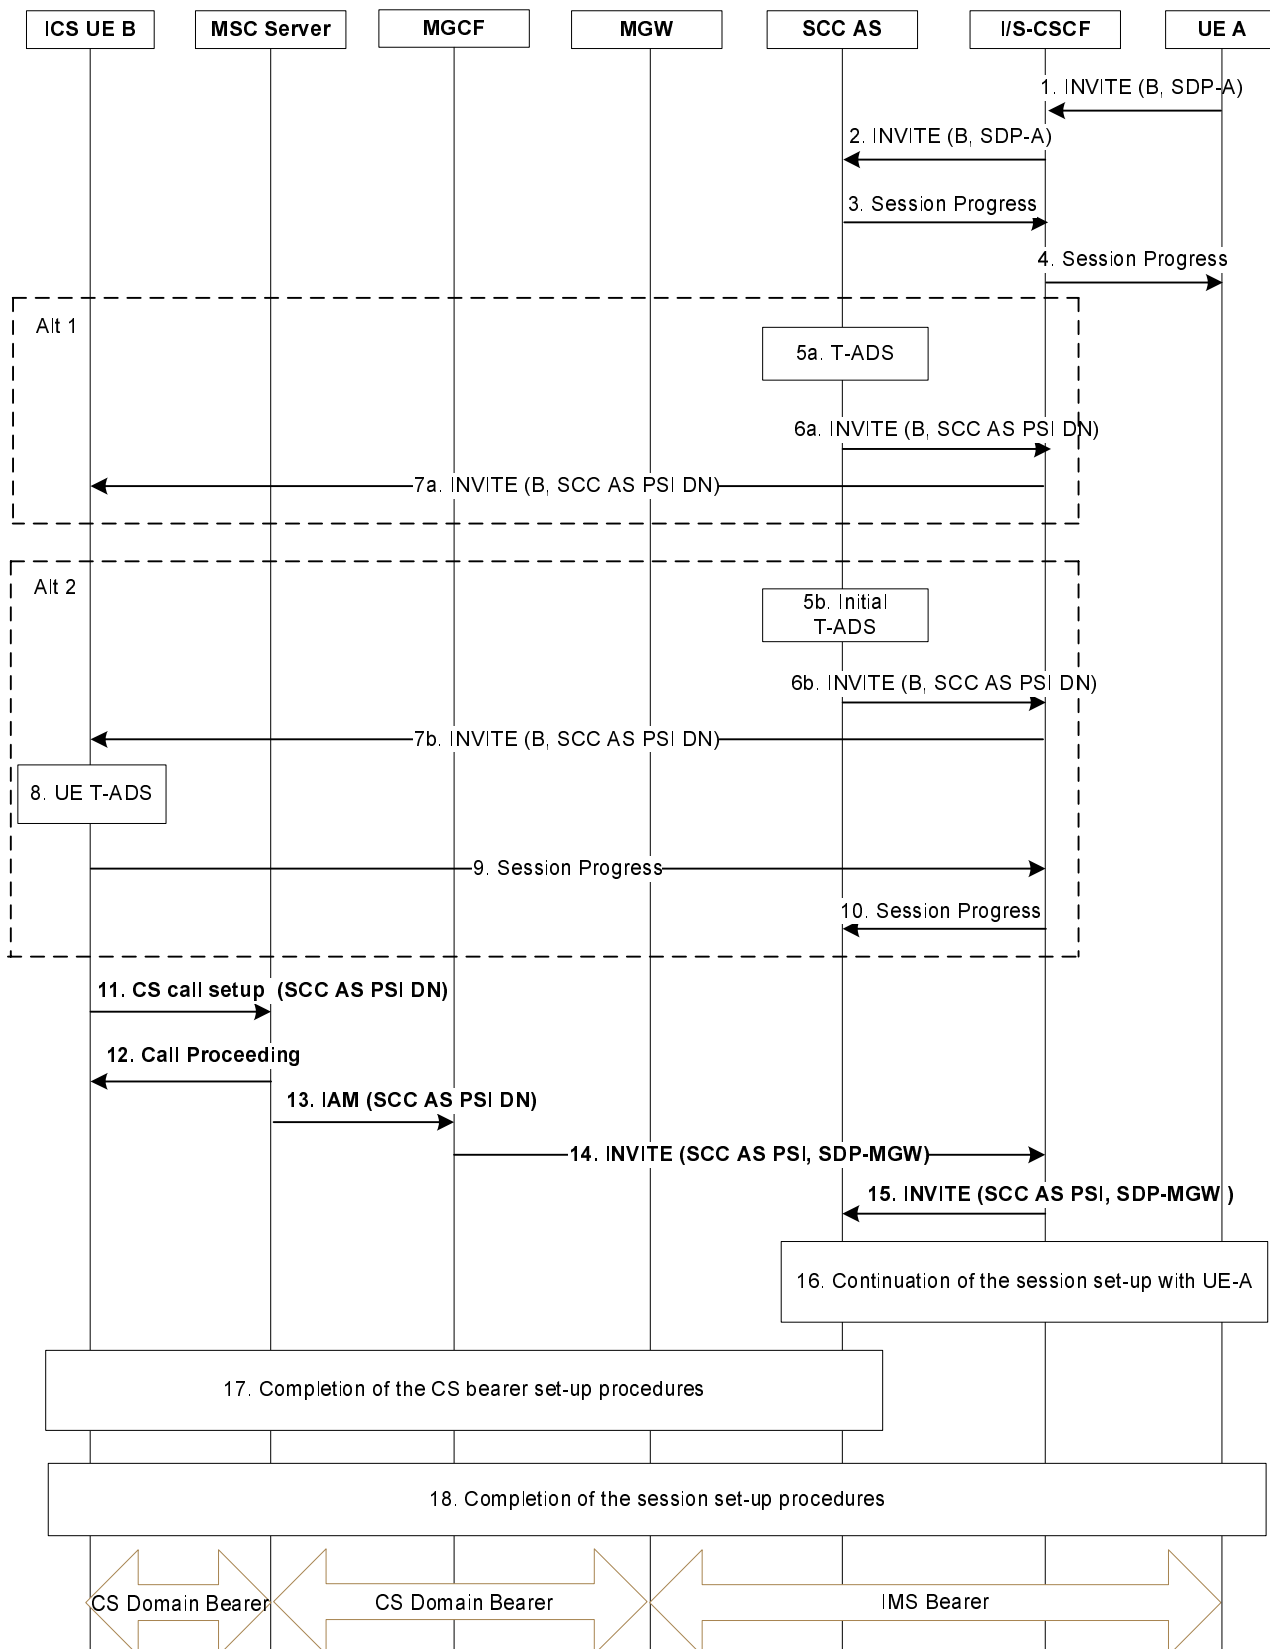 ICS UE B
MSC Server
MGCF
MGW
SCC AS
I/S-CSCF
UE A
1. INVITE (B, SDP-A)
2. INVITE (B, SDP-A)
3. Session Progress
4. Session Progress
Alt 1
5a. T-ADS
6a. INVITE (B, SCC AS PSI DN)
7a. INVITE (B, SCC AS PSI DN)
Alt 2
5b. Initial
T-ADS
6b. INVITE (B, SCC AS PSI DN)
7b. INVITE (B, SCC AS PSI DN)
8. UE T-ADS
9. Session Progress
10. Session Progress
11. CS call setup (SCC AS PSI DN)
12. Call Proceeding
13. IAM (SCC AS PSI DN)
14. INVITE (SCC AS PSI, SDP-MGW)
15. INVITE (SCC AS PSI, SDP-MGW )
16. Continuation of the session set-up with UE-A
17. Completion of the CS bearer set-up procedures
18. Completion of the session set-up procedures
CS Domain Bearer
CS Domain Bearer
IMS Bearer